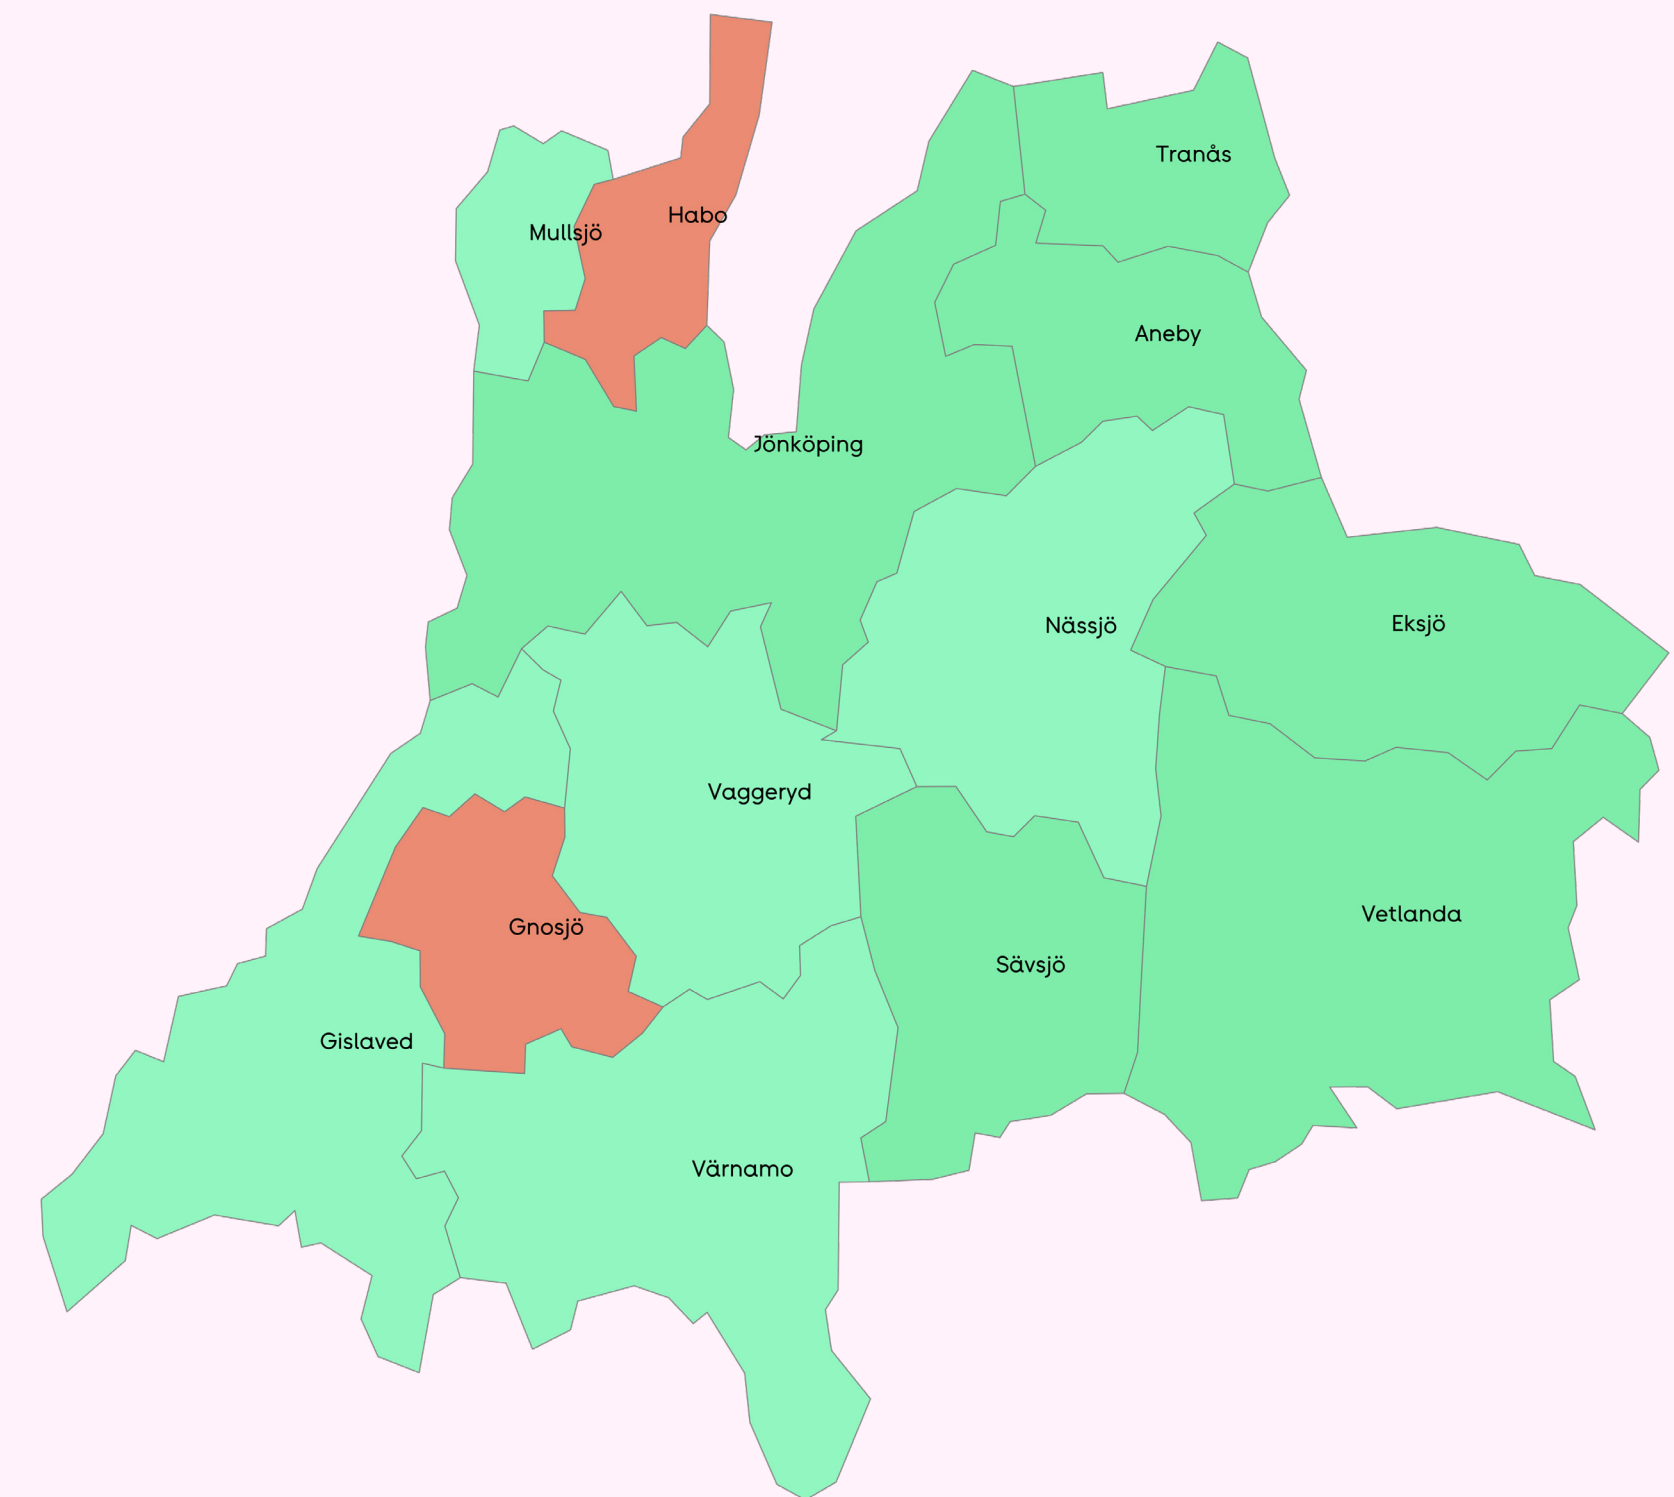 Tranås
Habo
Mullsjö
Aneby
Jönköping
Nässjö
Eksjö
Vaggeryd
Vetlanda
Gnosjö
Sävsjö
Gislaved
Värnamo